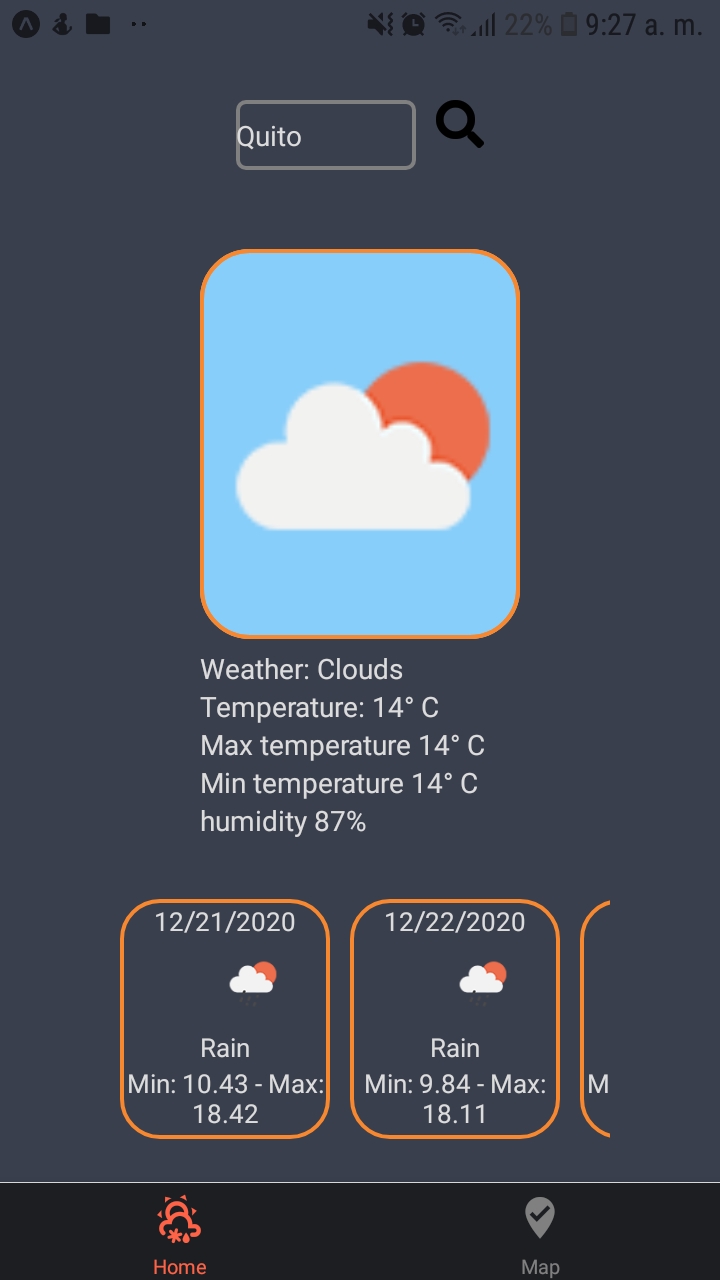 22% 9:27 a. m.
Quito
Weather: Clouds
Temperature: 14° C
Max temperature 14° C
Min temperature 14° C
humidity 87%
12/21/2020 12/22/2020
Rain Rain
Min: 10.43 - Max: Min: 9.84 - Max: M
18.42 18.11
Home Map